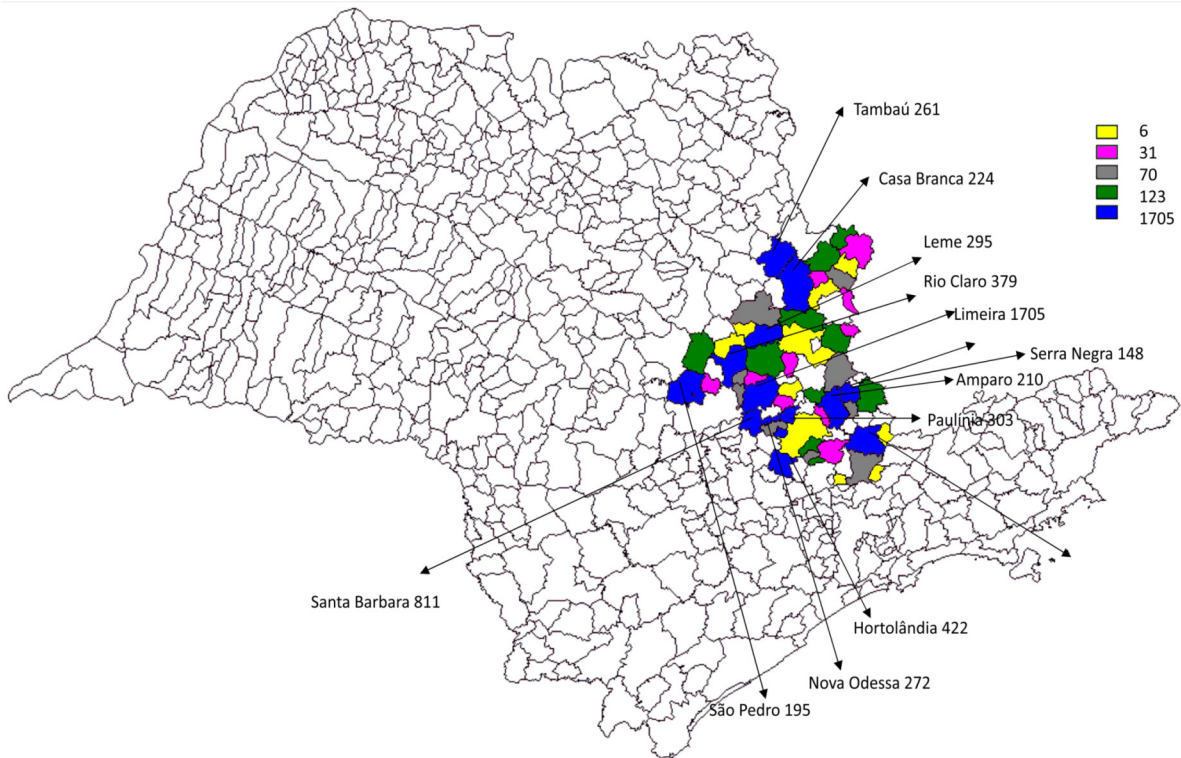 Tambaú 261
Casa Branca 224
Leme 295
Rio Claro 379
Limeira 1705
Serra Negra 148
Amparo 210
Paulínia 303
Santa Barbara 811
Hortolândia 422
Nova Odessa 272
São Pedro 195
6
31
70
123
1705